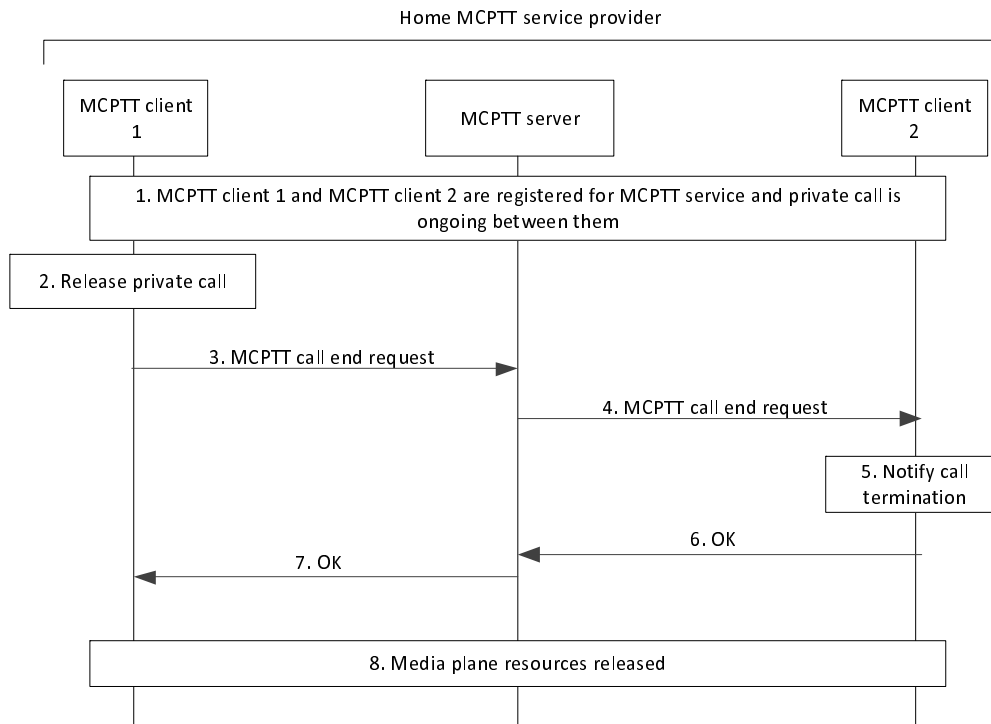 Home MCPTT service provider
MCPTT client
1
MCPTT server
MCPTT client
2
1. MCPTT client 1 and MCPTT client 2 are registered for MCPTT service and private call is
ongoing between them
2. Release private call
3. MCPTT call end request
4. MCPTT call end request
5. Notify call
termination
6. OK
7. OK
8. Media plane resources released